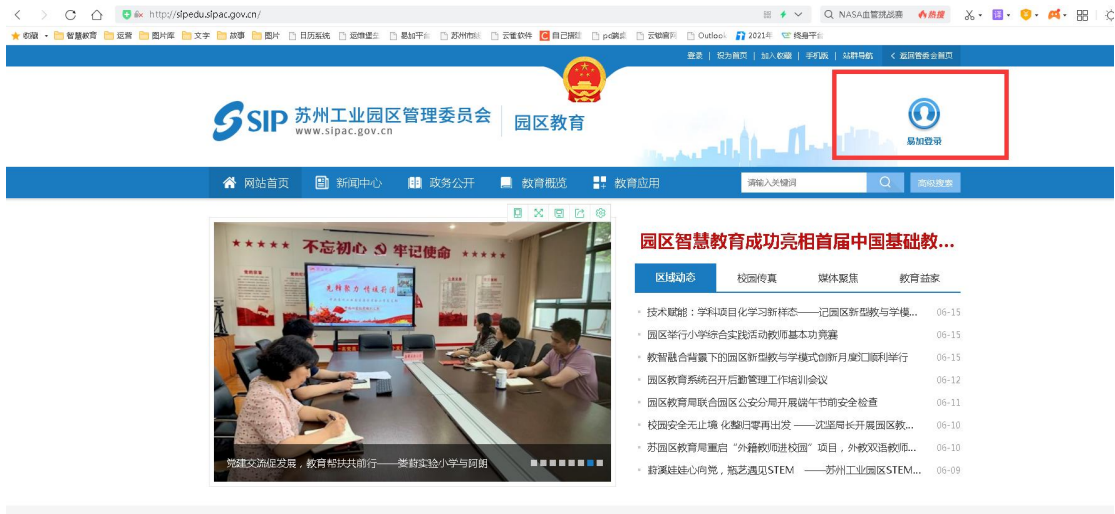 http://sipedu.sipac.gov.cn/
NASA血管挑战赛 热搜
收藏 智慧教育 运营 图片库 文字 故事 图片 日历系统 运维堡垒 易加平台 云雀软件 Outlook 2021年 终身平台
登录 | 设为首页 | 加入收藏 | 手机版 | 站群导航 < 返回管委会首页
SIP 苏州工业园区管理委员会 园区教育
www.sipac.gov.cn
易加登录
网站首页 新闻中心 政务公开 教育概览 教育应用 请输入关键词 高级搜索
园区智慧教育成功亮相首届中国基础教...
不忘初心 牢记使命
区域动态 校园传真 媒体聚焦 教育益家
技术赋能:学科项目化学习新样态——记园区新型教与学模... 06-15
园区举行小学综合实践活动教师基本功竞赛 06-15
教智融合背景下的园区新型教与学模式创新月度汇顺利举行 06-15
园区教育系统召开后勤管理工作培训会议 06-12
园区教育局联合园区公安分局开展端午节前安全检查 06-11
校园安全无止境 化整归零再出发 ——沈坚局长开展园区教... 06-10
苏园区教育局重启“外籍教师进校园”项目,外教双语教师... 06-10
蔚溪娃娃心向党,瓶艺遇见STEM ——苏州工业园区STEM... 06-09
党建交流促发展,教育帮扶共前行——娄葑实验小学与阿朗